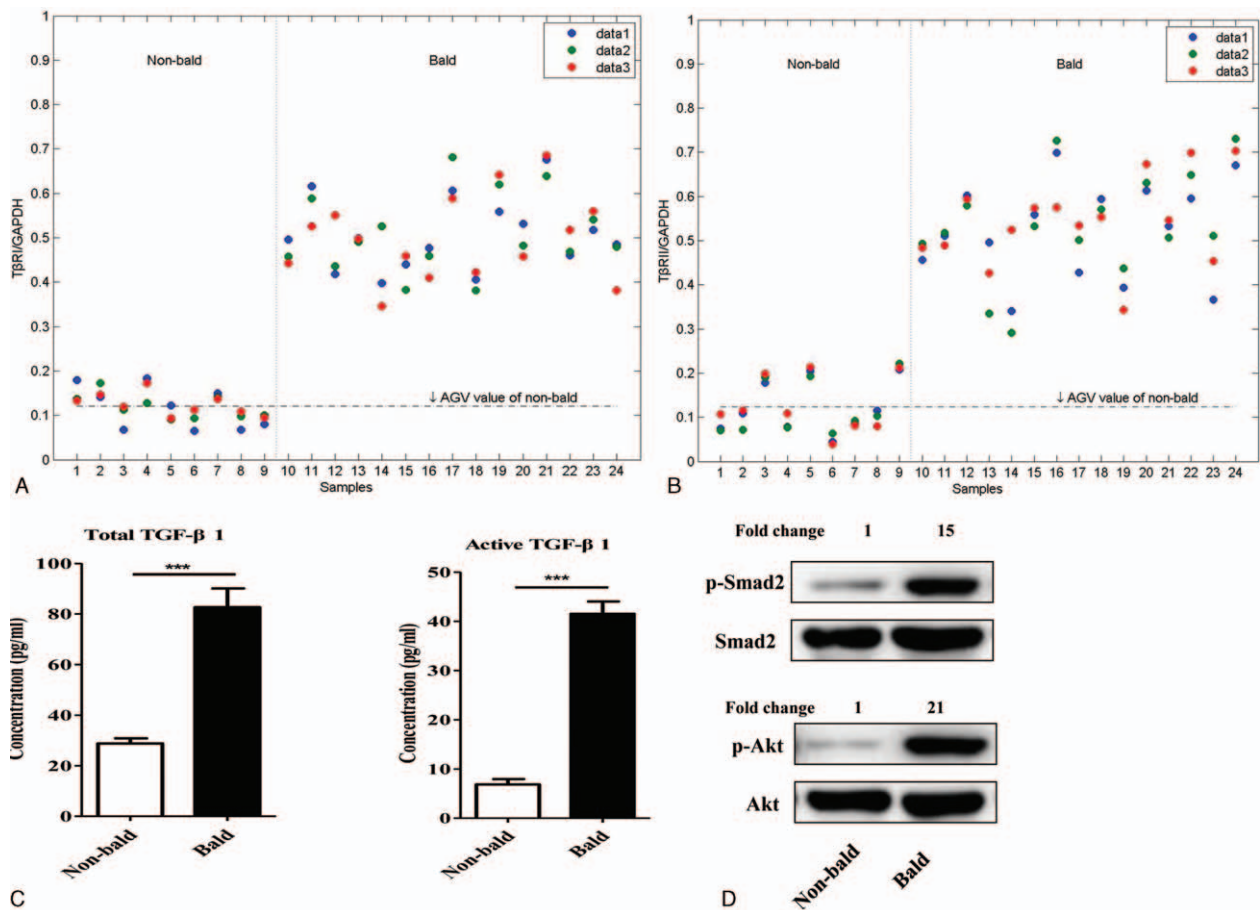 1
0.9
0.8
0.7
0.6
0.5
0.4
0.3
0.2
0.1
0
TβRI/GAPDH
Non-bald
Bald
data1
data2
data3
↓ AGV value of non-bald
1 2 3 4 5 6 7 8 9 10 11 12 13 14 15 16 17 18 19 20 21 22 23 24
Samples
A
1
0.9
0.8
0.7
0.6
0.5
0.4
0.3
0.2
0.1
0
TβRII/GAPDH
Non-bald
Bald
data1
data2
data3
↓ AGV value of non-bald
1 2 3 4 5 6 7 8 9 10 11 12 13 14 15 16 17 18 19 20 21 22 23 24
Samples
B
Total TGF-β 1
***
100
80
60
40
20
0
Concentration (pg/ml)
Non-bald
Bald
Active TGF-β 1
***
50
40
30
20
10
0
Concentration (pg/ml)
Non-bald
Bald
C
Fold change 1 15
p-Smad2
Smad2
Fold change 1 21
p-Akt
Akt
Non-bald
Bald
D